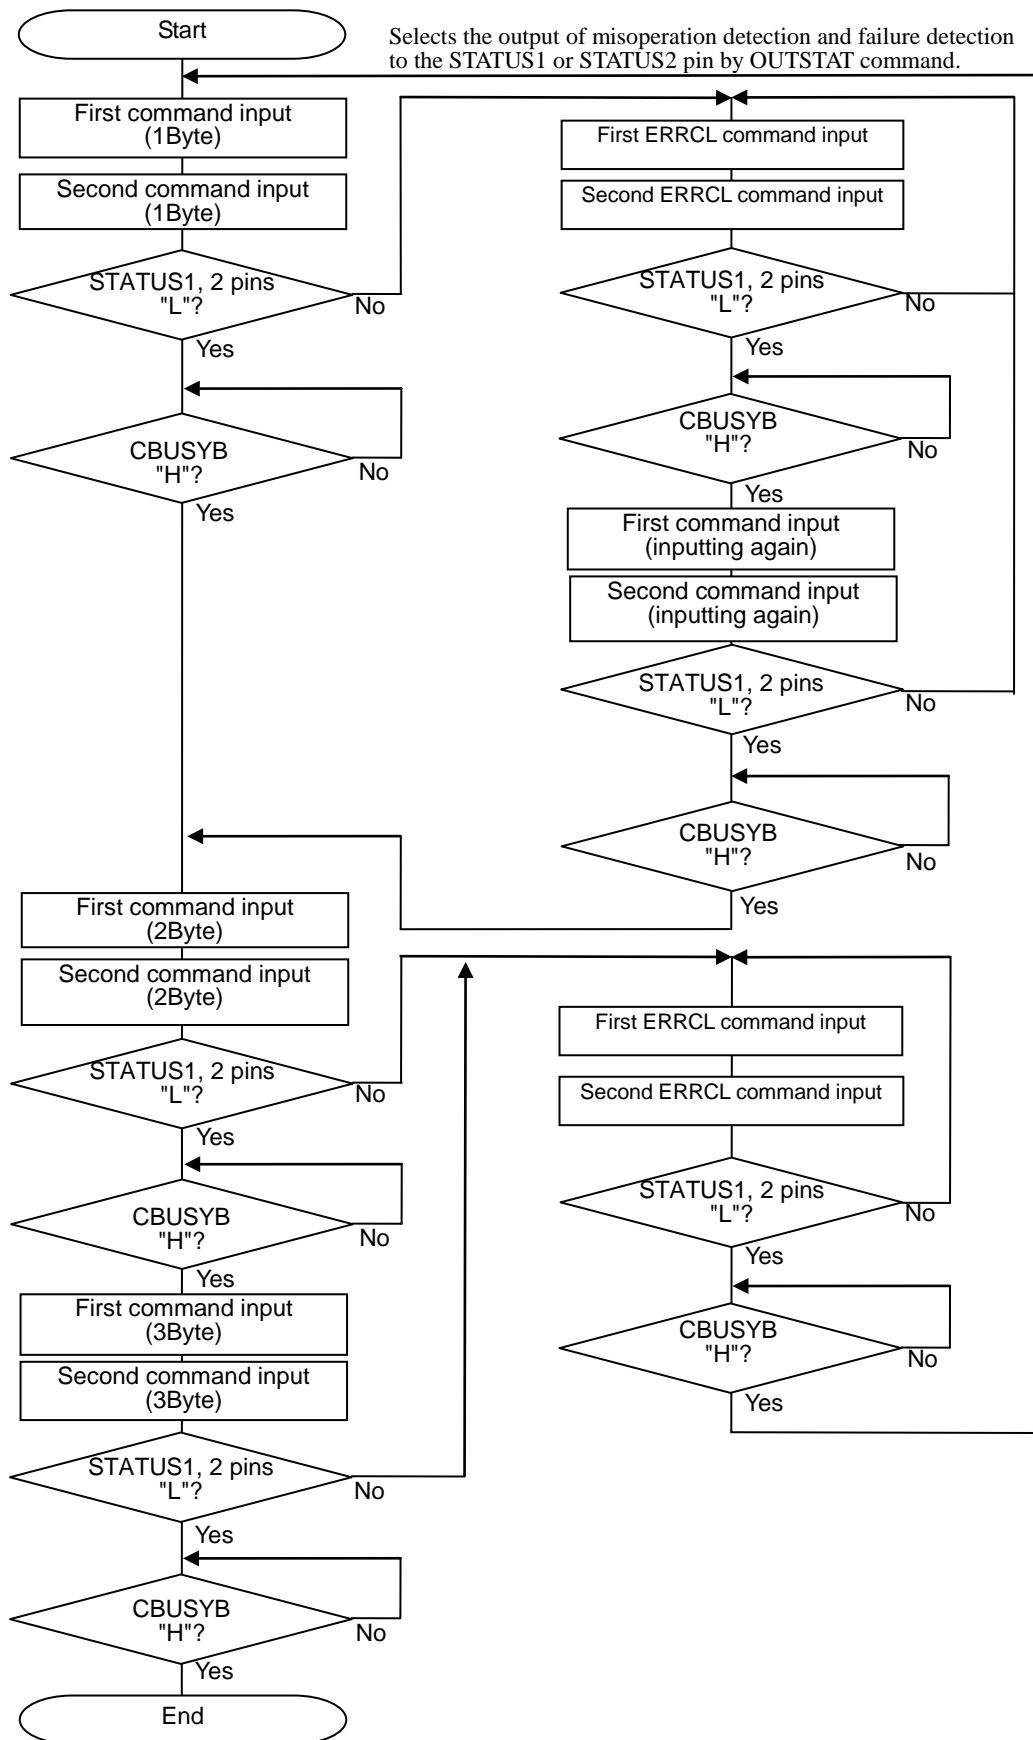 Start
Selects the output of misoperation detection and failure detection
to the STATUS1 or STATUS2 pin by OUTSTAT command.
First command input
(1Byte)
Second command input
(1Byte)
STATUS1, 2 pins
"L"?
No
Yes
CBUSYB
"H"?
No
Yes
First ERRCL command input
Second ERRCL command input
STATUS1, 2 pins
"L"?
No
Yes
CBUSYB
"H"?
No
Yes
First command input
(inputting again)
Second command input
(inputting again)
STATUS1, 2 pins
"L"?
No
Yes
CBUSYB
"H"?
No
Yes
First command input
(2Byte)
Second command input
(2Byte)
STATUS1, 2 pins
"L"?
No
Yes
CBUSYB
"H"?
No
Yes
First command input
(3Byte)
Second command input
(3Byte)
STATUS1, 2 pins
"L"?
No
Yes
CBUSYB
"H"?
No
Yes
End
First ERRCL command input
Second ERRCL command input
STATUS1, 2 pins
"L"?
No
Yes
CBUSYB
"H"?
No
Yes